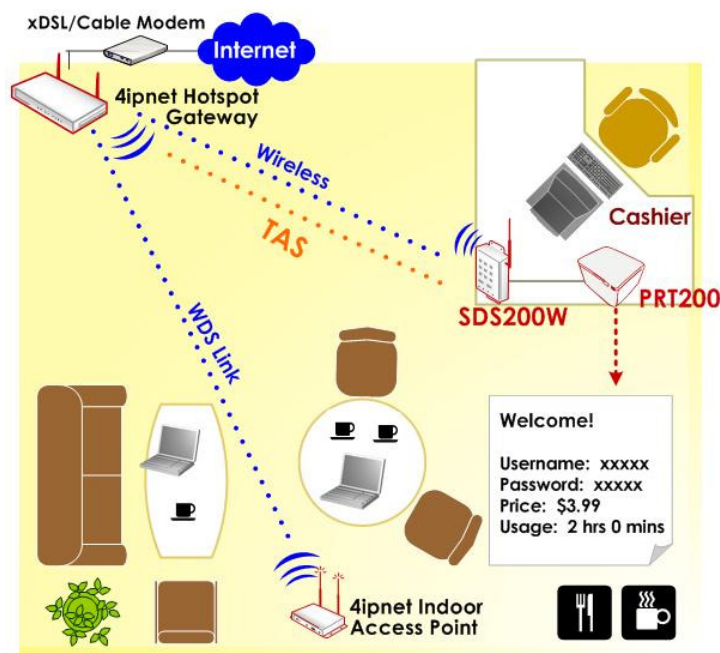 xDSL/Cable Modem
Internet
4ipnet Hotspot
Gateway
Wireless
TAS
Cashier
SDS200W
PRT200
WDS Link
Welcome!
Username: xxxxx
Password: xxxxx
Price: $3.99
Usage: 2 hrs 0 mins
4ipnet Indoor
Access Point